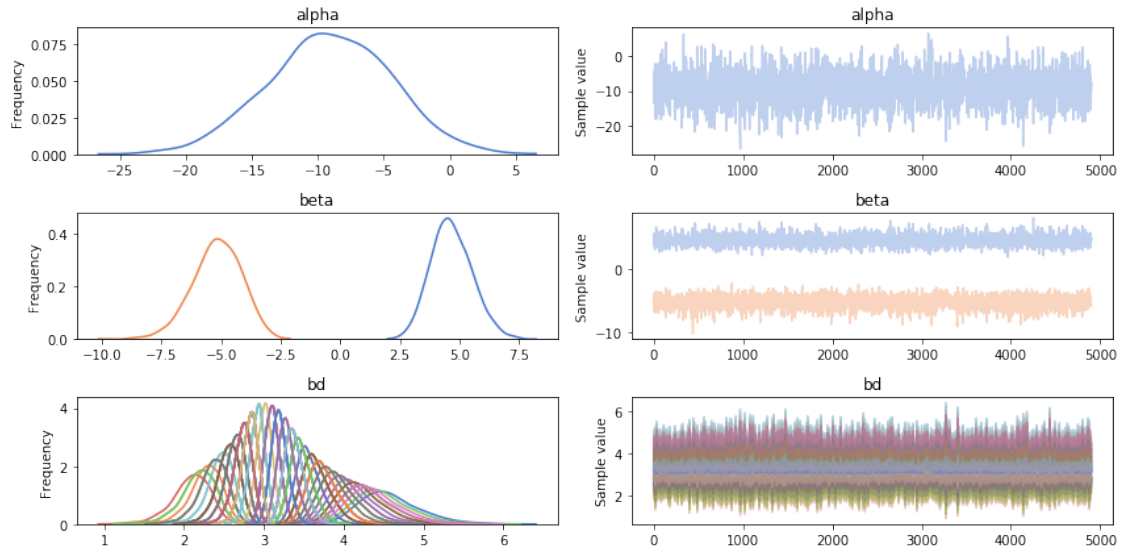 alpha
Frequency
0.075
0.050
0.025
0.000
−25 −20 −15 −10 −5 0 5
alpha
Sample value
0
−10
−20
0 1000 2000 3000 4000 5000
beta
Frequency
0.4
0.2
0.0
−10.0 −7.5 −5.0 −2.5 0.0 2.5 5.0 7.5
beta
Sample value
0
−10
0 1000 2000 3000 4000 5000
bd
Frequency
4
2
0
1 2 3 4 5 6
bd
Sample value
6
4
2
0 1000 2000 3000 4000 5000